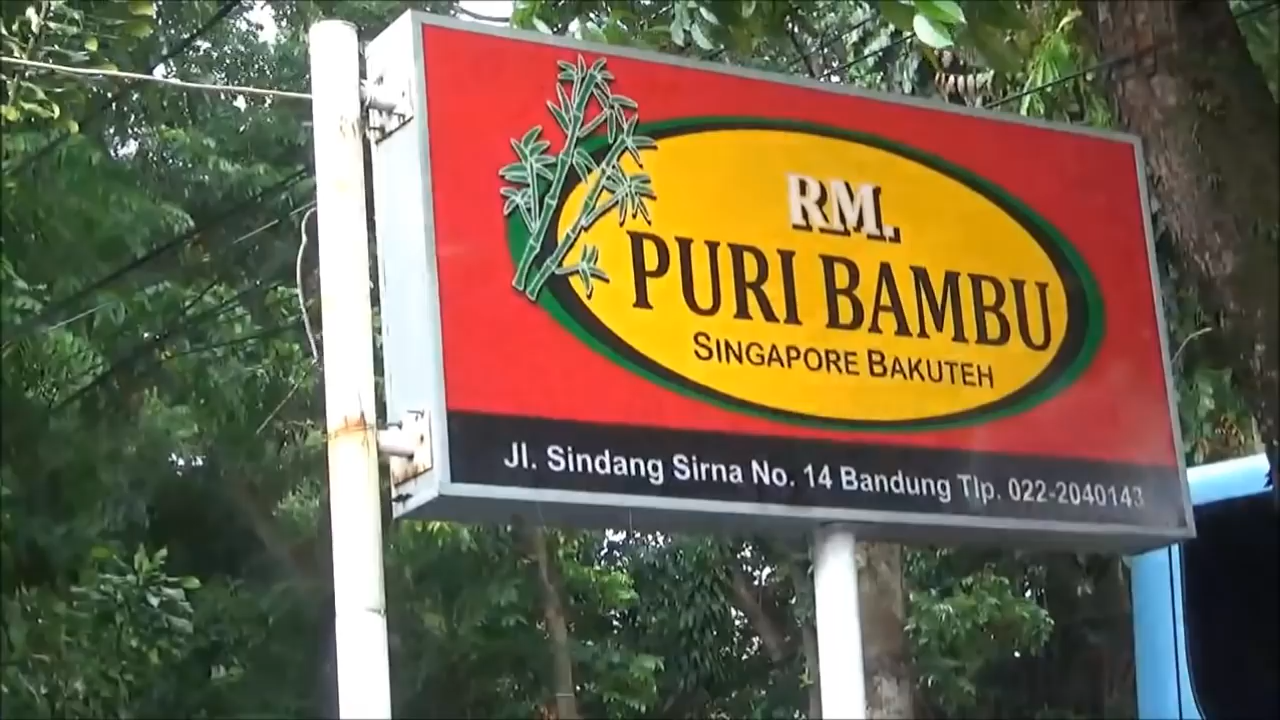 RM.
PURI BAMBU
SINGAPORE BAKUTEH
Jl. Sindang Sirna No. 14 Bandung Tlp. 022-2040143